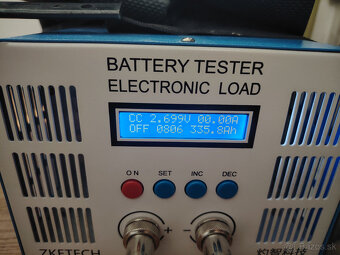 BATTERY TESTER
ELECTRONIC LOAD
CC 2.699V 00.00A
OFF 0806 335.8Ah
ON SET INC DEC
+ −
ZKETECH